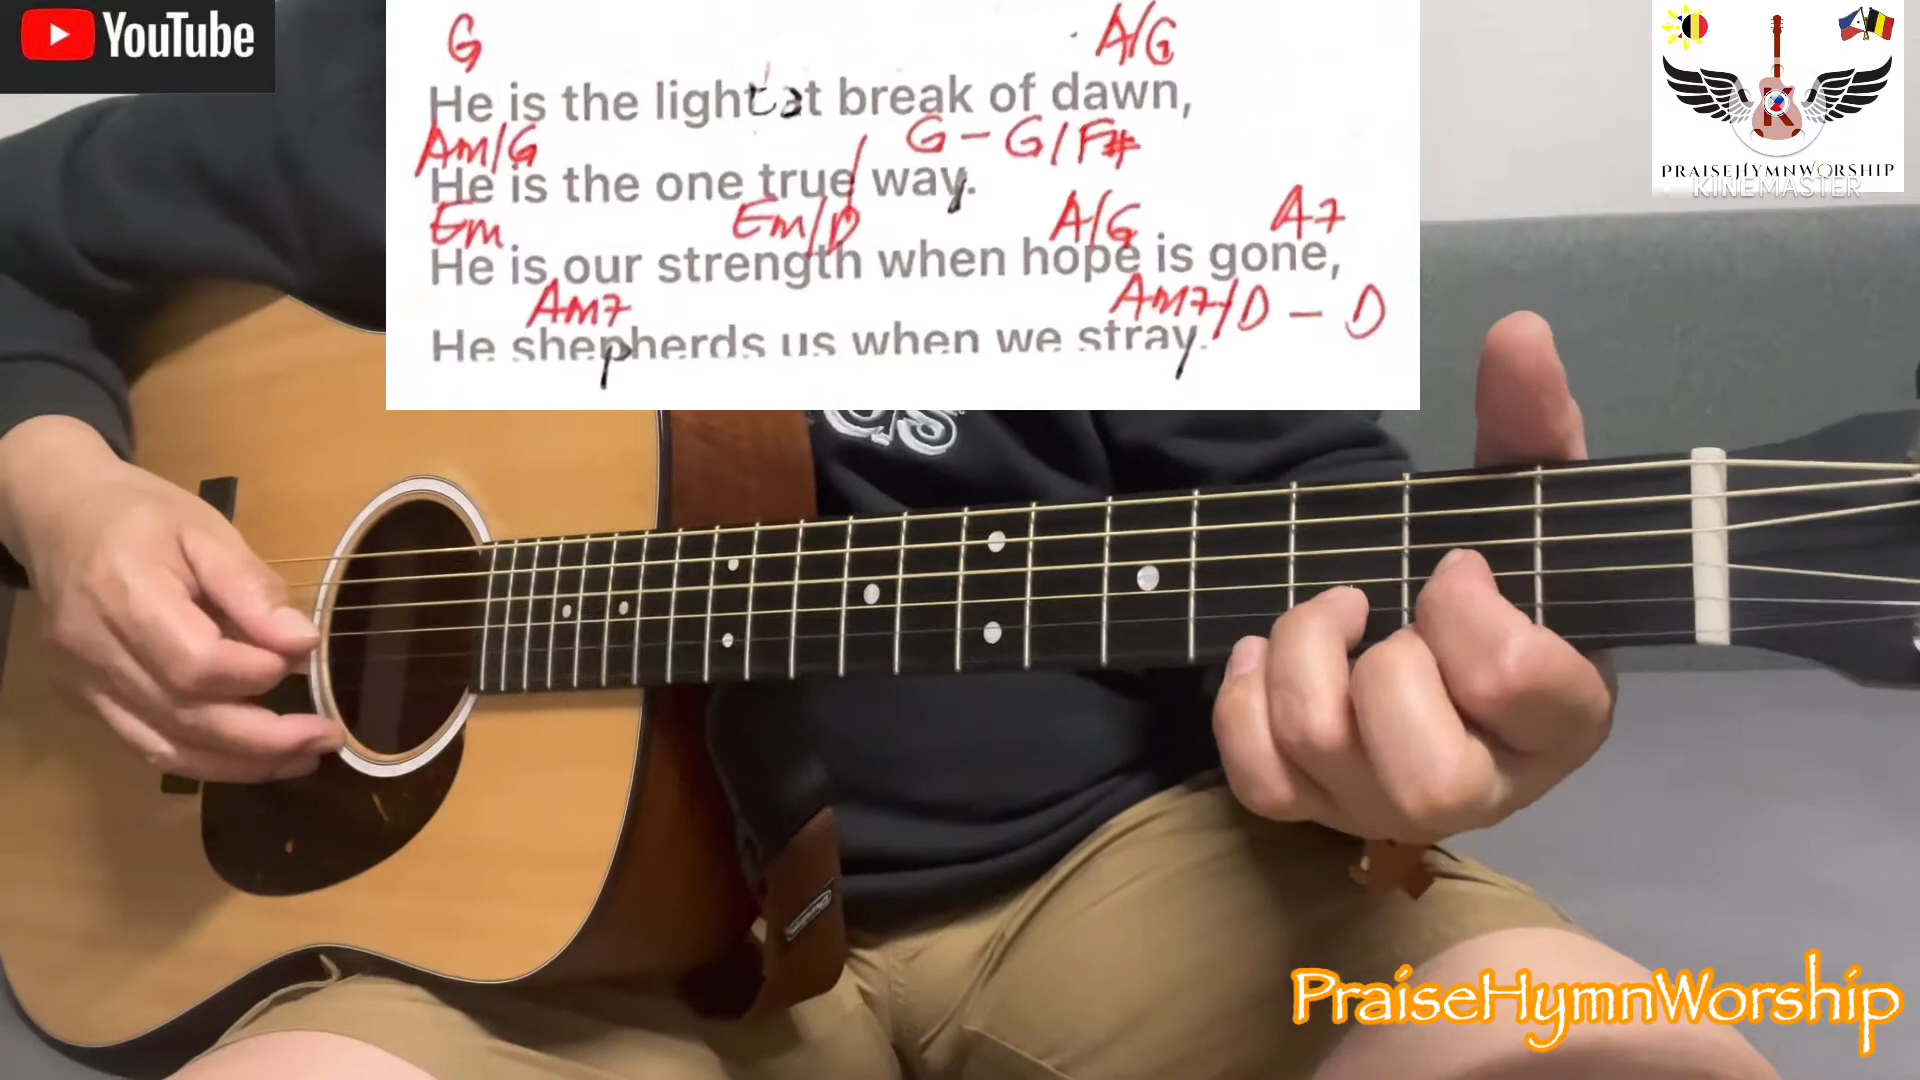 YouTube
G A/G
He is the light at break of dawn,
Am/G G - G/F#
He is the one true way.
Em Em/D A/G A7
He is our strength when hope is gone,
Am7 Am7/D - D
He shepherds us when we stray.
K
PRAISEHYMNWORSHIP
KINEMASTER
PraiseHymnWorship